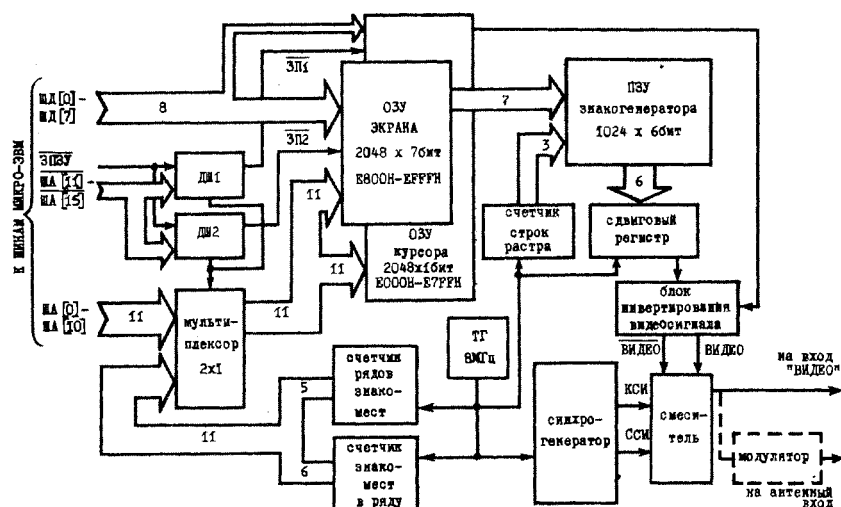 К ШИНАМ МИКРО-ЭВМ
ШД [0] -
ШД [7]
8
ЗПЗУ
ША [11] -
ША [15]
ДШ1
ДШ2
ЗП1
ЗП2
ША [0] -
ША [10]
11
мульти-
плексор
2x1
11
11
11
11
ОЗУ
ЭКРАНА
2048 x 7бит
E800H-EFFFH
ОЗУ
курсора
2048x1бит
E000H-E7FFH
7
ПЗУ
знакогенератора
1024 x 6бит
3
6
счетчик
строк
растра
сдвиговый
регистр
блок
инвертирования
видеосигнала
ВИДЕО
ВИДЕО
ТГ
8МГц
счетчик
рядов
знако-
мест
5
счетчик
знако-
мест
в ряду
6
синхро-
генератор
КСИ
ССИ
смеси-
тель
на вход
"ВИДЕО"
модулятор
на антенный
вход